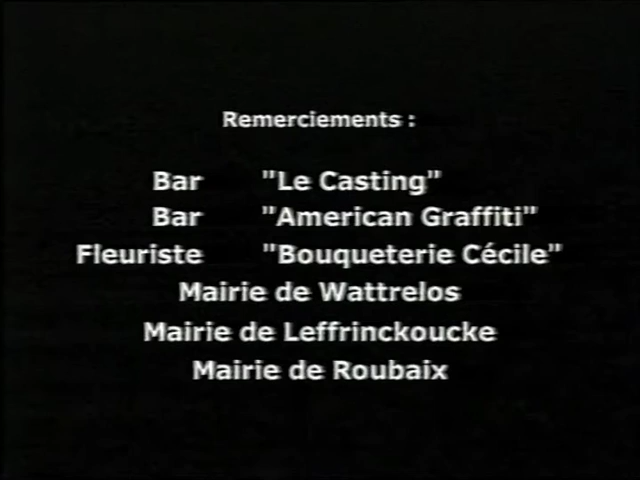 Remerciements :
Bar "Le Casting"
Bar "American Graffiti"
Fleuriste "Bouqueterie Cécile"
Mairie de Wattrelos
Mairie de Leffrinckoucke
Mairie de Roubaix